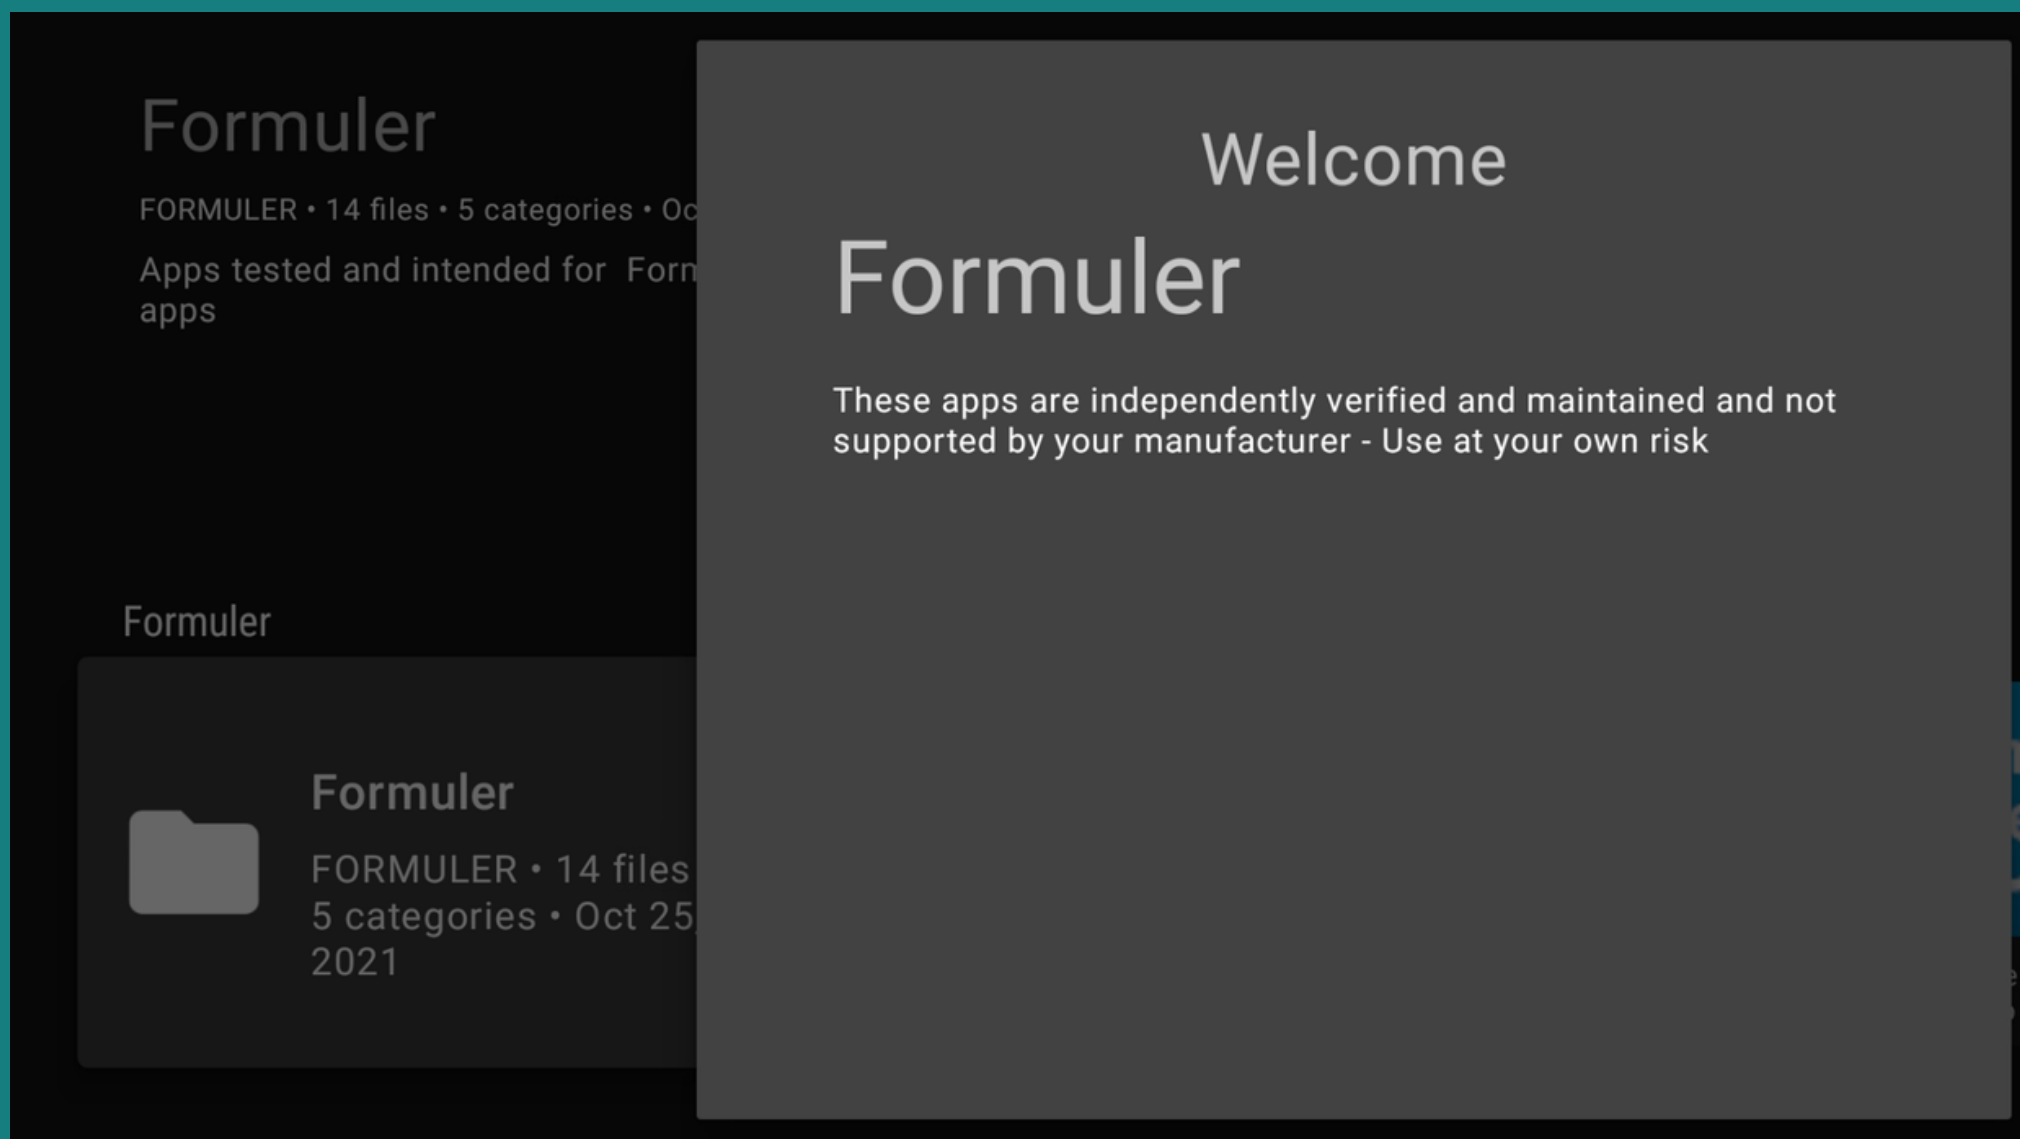 Formuler
FORMULER • 14 files • 5 categories •
Apps tested and intended for
apps
Welcome
Formuler
These apps are independently verified and maintained and not
supported by your manufacturer - Use at your own risk
Formuler
Formuler
FORMULER • 14 files
5 categories • Oct 25,
2021